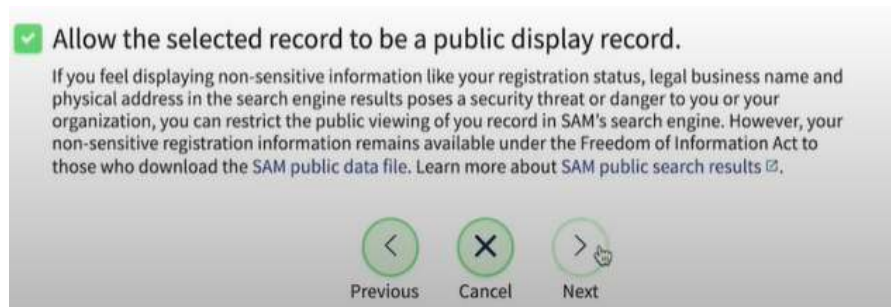 Allow the selected record to be a public display record.
If you feel displaying non-sensitive information like your registration status, legal business name and
physical address in the search engine results poses a security threat or danger to you or your
organization, you can restrict the public viewing of you record in SAM's search engine. However, your
non-sensitive registration information remains available under the Freedom of Information Act to
those who download the SAM public data file. Learn more about SAM public search results.
Previous Cancel Next